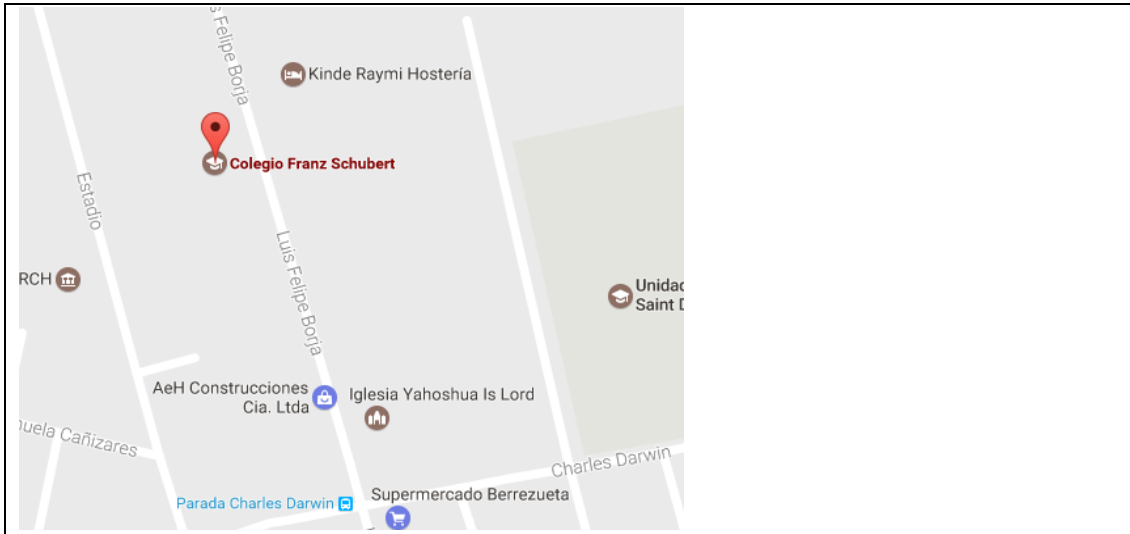 s Felipe Borja
Kinde Raymi Hostería
Colegio Franz Schubert
Estadio
Luis Felipe Borja
RCH
Unidad
Saint D
AeH Construcciones
Cia. Ltda
Iglesia Yahoshua Is Lord
uela Cañizares
Charles Darwin
Parada Charles Darwin
Supermercado Berrezueta